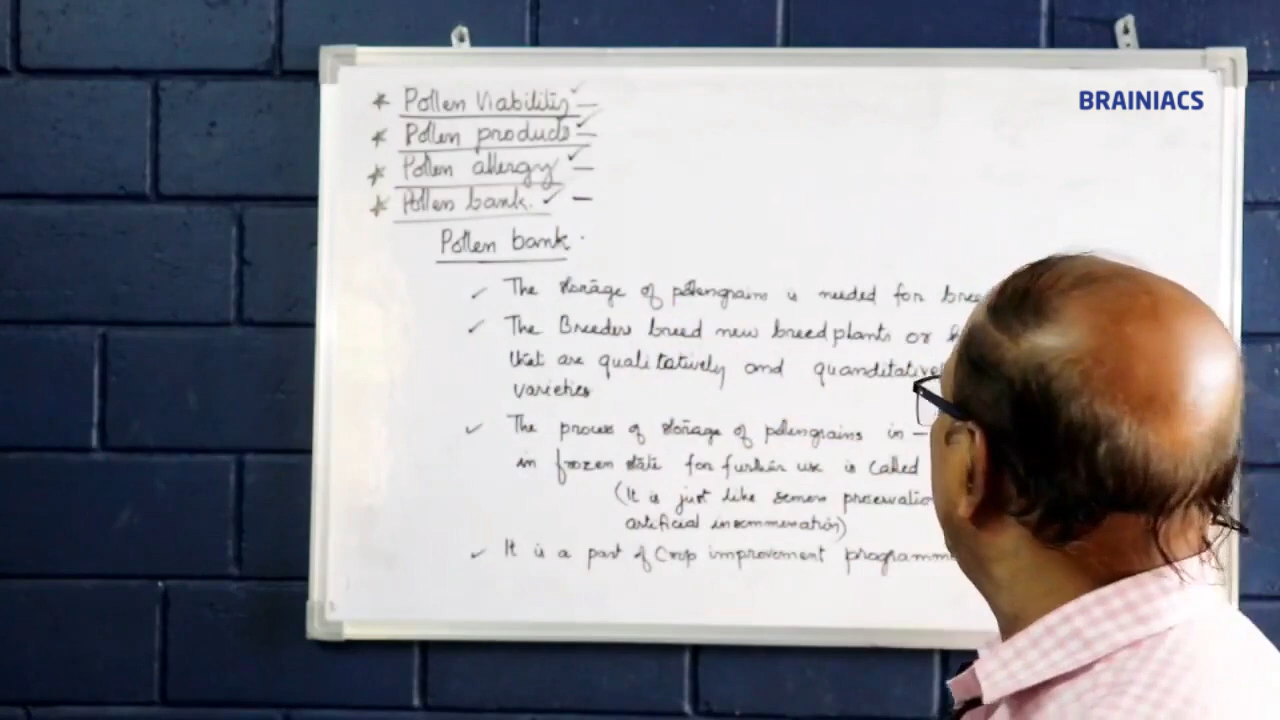 BRAINIACS
* Pollen Viability ✓ —
* Pollen products ✓ —
* Pollen allergy ✓ —
* Pollen bank. ✓ —
Pollen bank.
✓ The storage of pollengrains is needed for bree
✓ The Breeders breed new breed plants or
that are qualitatively and quanditative
varieties
✓ The process of storage of pollengrains in —
in frozen state for further use is called
(It is just like semens preservatio
artificial insemmenation)
✓ It is a part of Crop improvement programm